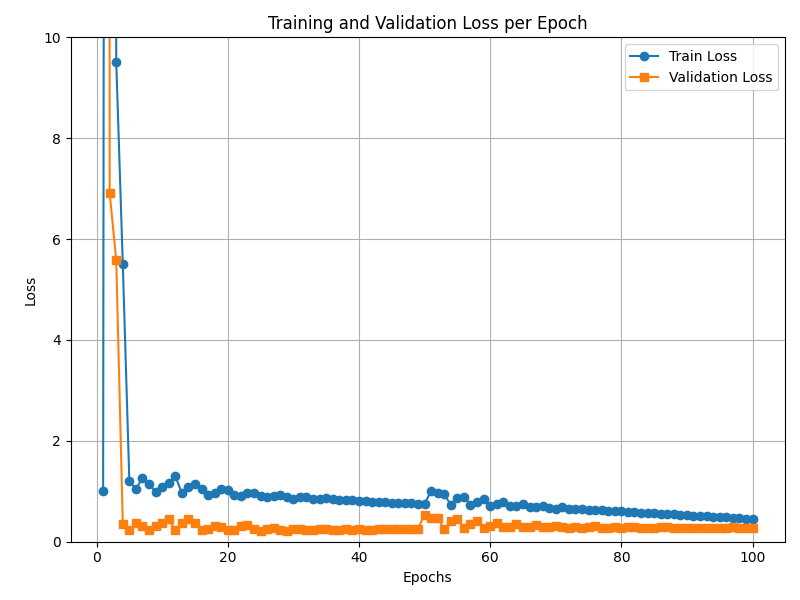 Training and Validation Loss per Epoch
Train Loss
Validation Loss
Loss
10
8
6
4
2
0
0 20 40 60 80 100
Epochs